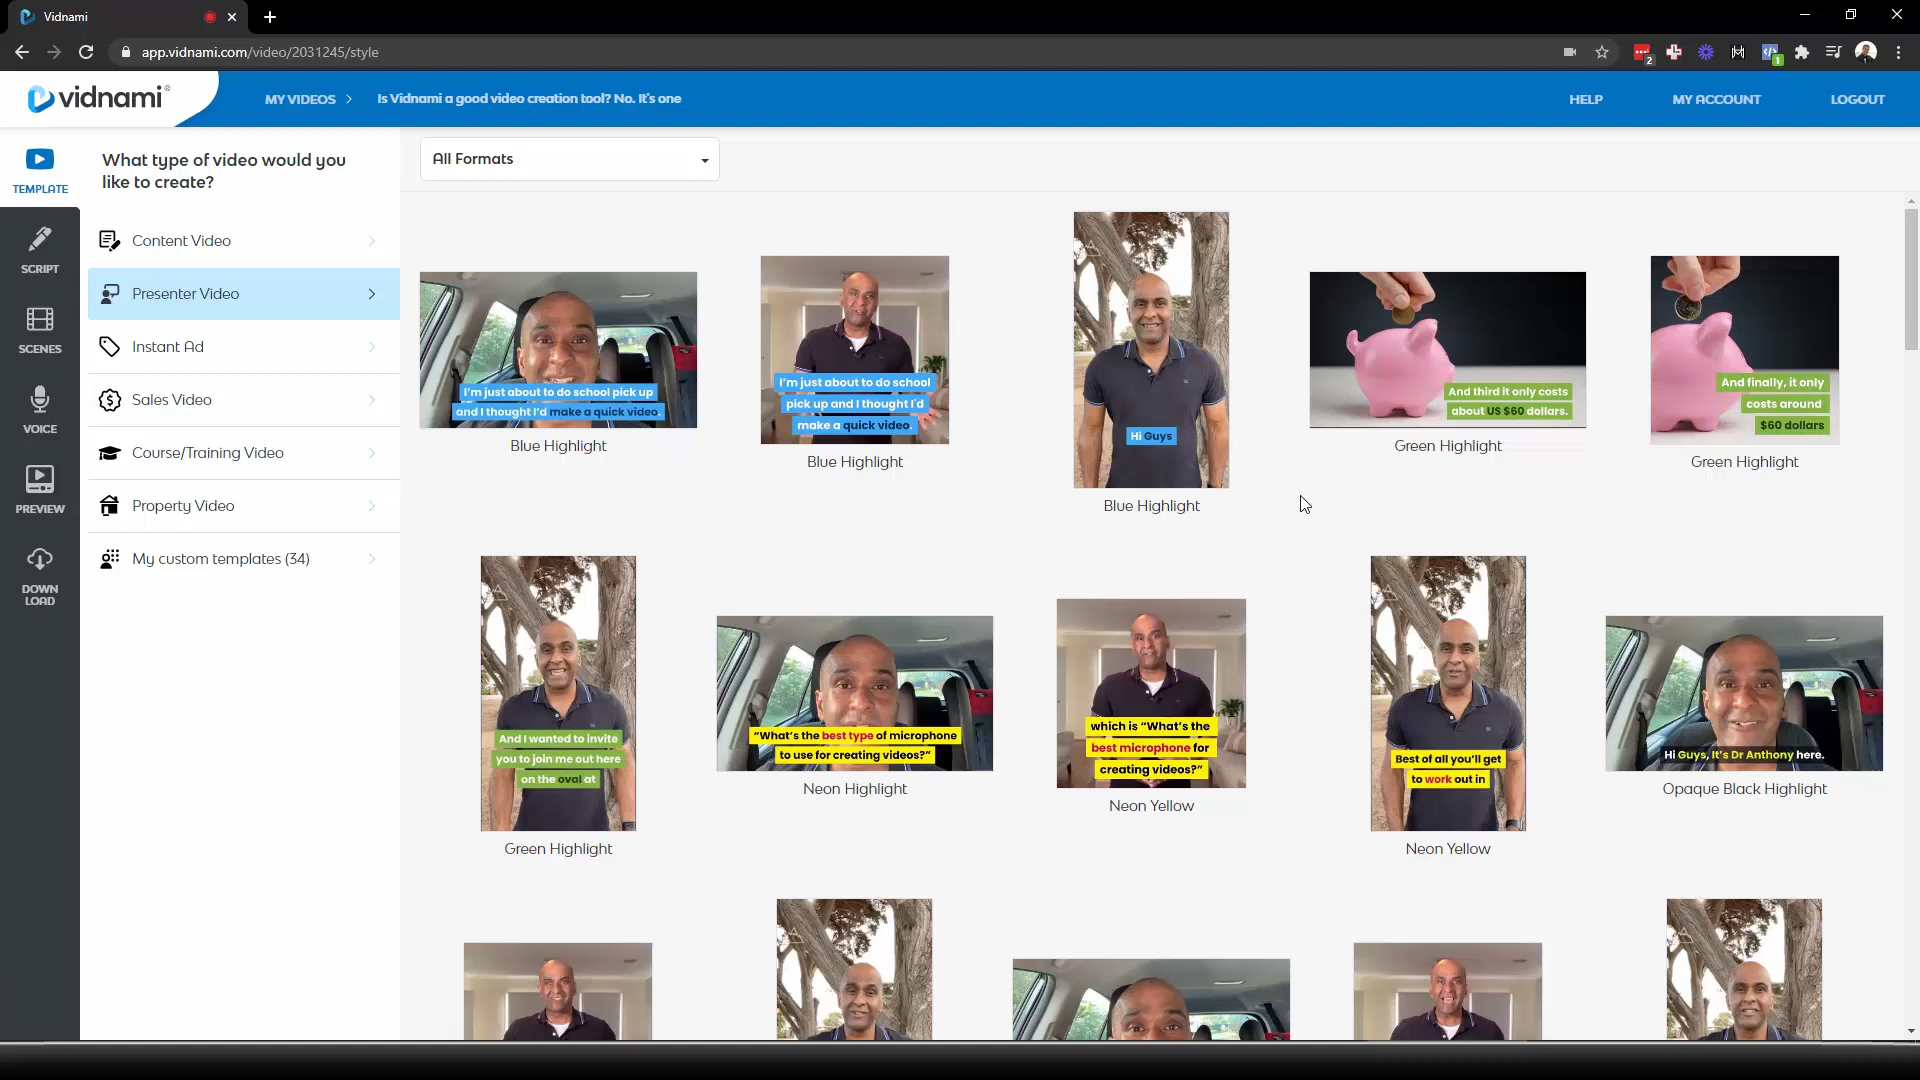 Vidnami
app.vidnami.com/video/2031245/style
2
1
vidnami®
MY VIDEOS
Is Vidnami a good video creation tool? No. It's one
HELP
MY ACCOUNT
LOGOUT
TEMPLATE
SCRIPT
SCENES
VOICE
PREVIEW
DOWN
LOAD
What type of video would you
like to create?
Content Video
Presenter Video
Instant Ad
Sales Video
Course/Training Video
Property Video
My custom templates (34)
All Formats
I'm just about to do school pick up
and I thought I'd make a quick video.
Blue Highlight
I'm just about to do school
pick up and I thought I'd
make a quick video.
Blue Highlight
Hi Guys
Blue Highlight
And third it only costs
about US $60 dollars.
Green Highlight
And finally, it only
costs around
$60 dollars
Green Highlight
And I wanted to invite
you to join me out here
on the oval at
Green Highlight
"What's the best type of microphone
to use for creating videos?"
Neon Highlight
which is "What's the
best microphone for
creating videos?"
Neon Yellow
Best of all you'll get
to work out in
Neon Yellow
Hi Guys, It's Dr Anthony here.
Opaque Black Highlight